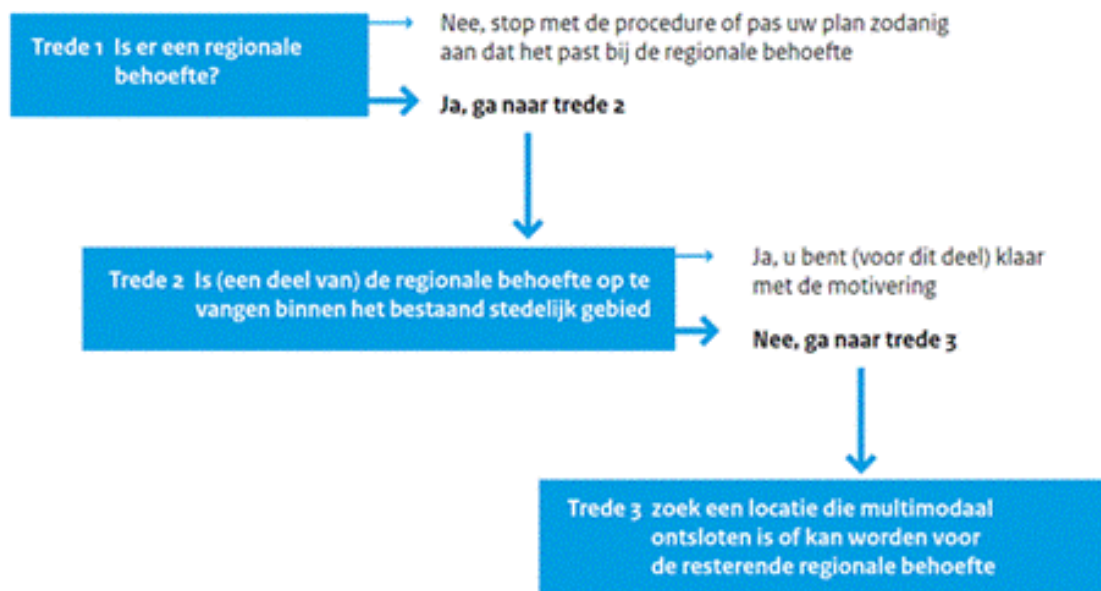 Trede 1 Is er een regionale
behoefte?
Nee, stop met de procedure of pas uw plan zodanig
aan dat het past bij de regionale behoefte
Ja, ga naar trede 2
Trede 2 Is (een deel van) de regionale behoefte op te
vangen binnen het bestaand stedelijk gebied
Ja, u bent (voor dit deel) klaar
met de motivering
Nee, ga naar trede 3
Trede 3 zoek een locatie die multimodaal
ontsloten is of kan worden voor
de resterende regionale behoefte